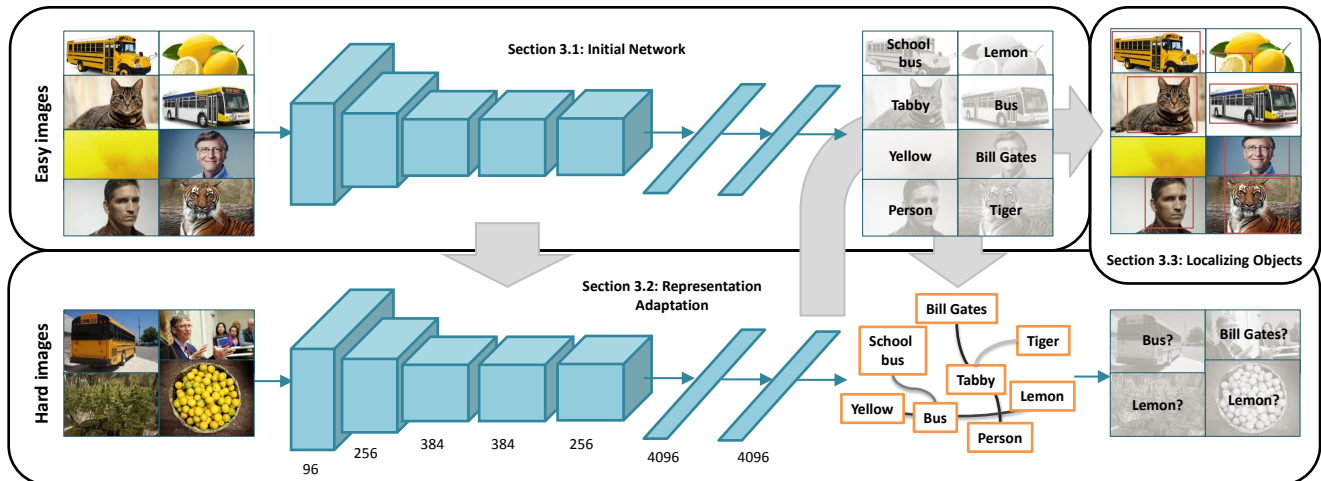 Easy images
Section 3.1: Initial Network
School
bus
Lemon
Tabby
Bus
Yellow
Bill Gates
Person
Tiger
Section 3.3: Localizing Objects
Hard images
Section 3.2: Representation
Adaptation
96
256
384
384
256
4096
4096
Bill Gates
School
bus
Tiger
Tabby
Lemon
Yellow
Bus
Person
Bus?
Bill Gates?
Lemon?
Lemon?